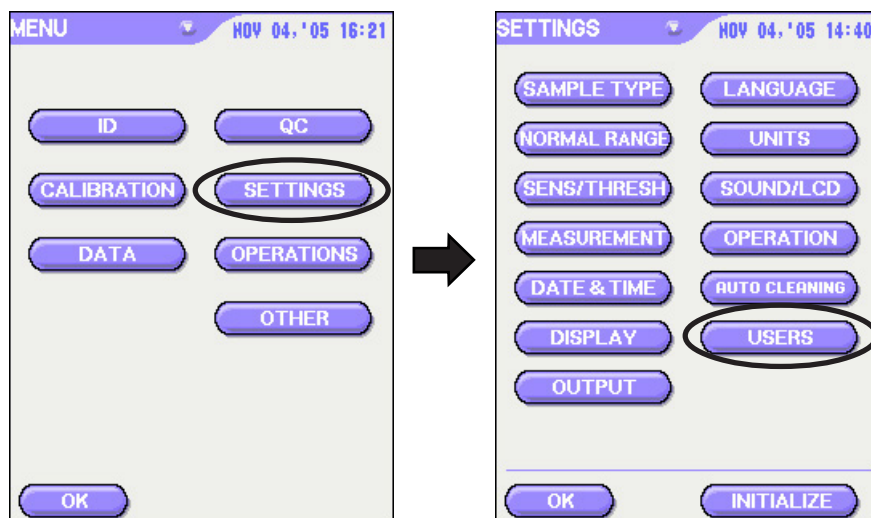 MENU
NOV 04,'05 16:21
ID
QC
CALIBRATION
SETTINGS
DATA
OPERATIONS
OTHER
OK
SETTINGS
NOV 04,'05 14:40
SAMPLE TYPE
LANGUAGE
NORMAL RANGE
UNITS
SENS/THRESH
SOUND/LCD
MEASUREMENT
OPERATION
DATE & TIME
AUTO CLEANING
DISPLAY
USERS
OUTPUT
OK
INITIALIZE